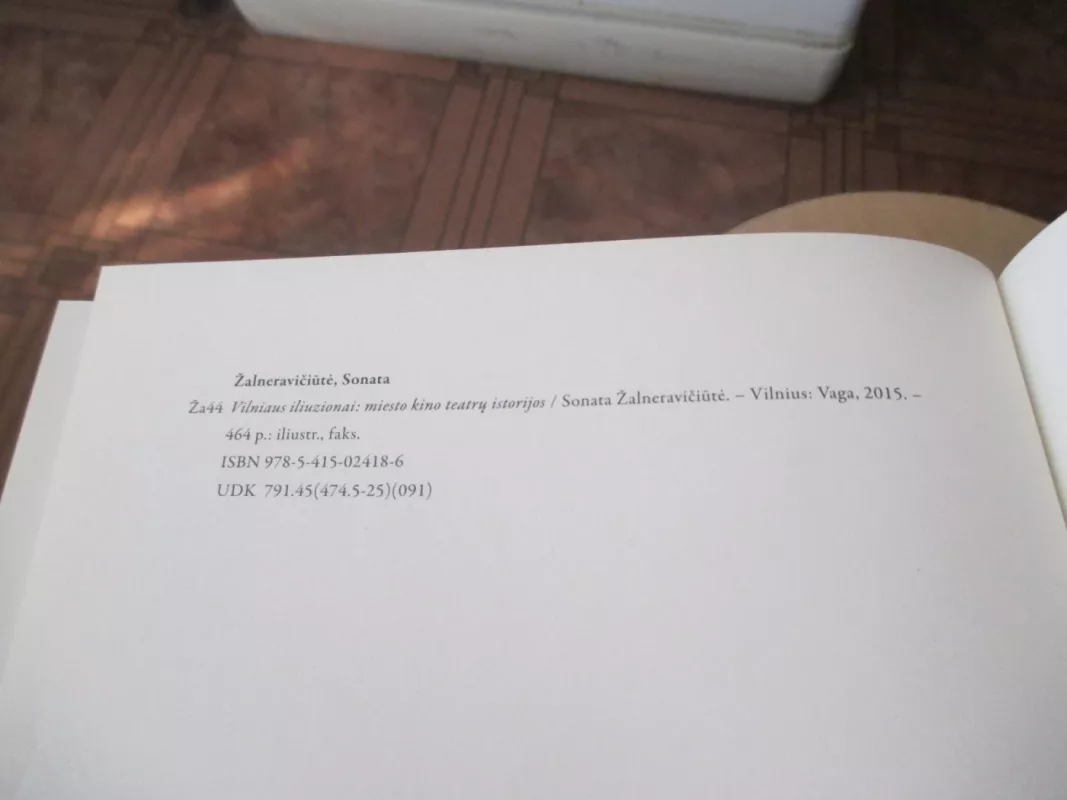 Žalneravičiūtė, Sonata
Ža44 Vilniaus iliuzionai: miesto kino teatrų istorijos / Sonata Žalneravičiūtė. – Vilnius: Vaga, 2015. –
464 p.: iliustr., faks.
ISBN 978-5-415-02418-6
UDK 791.45(474.5-25)(091)